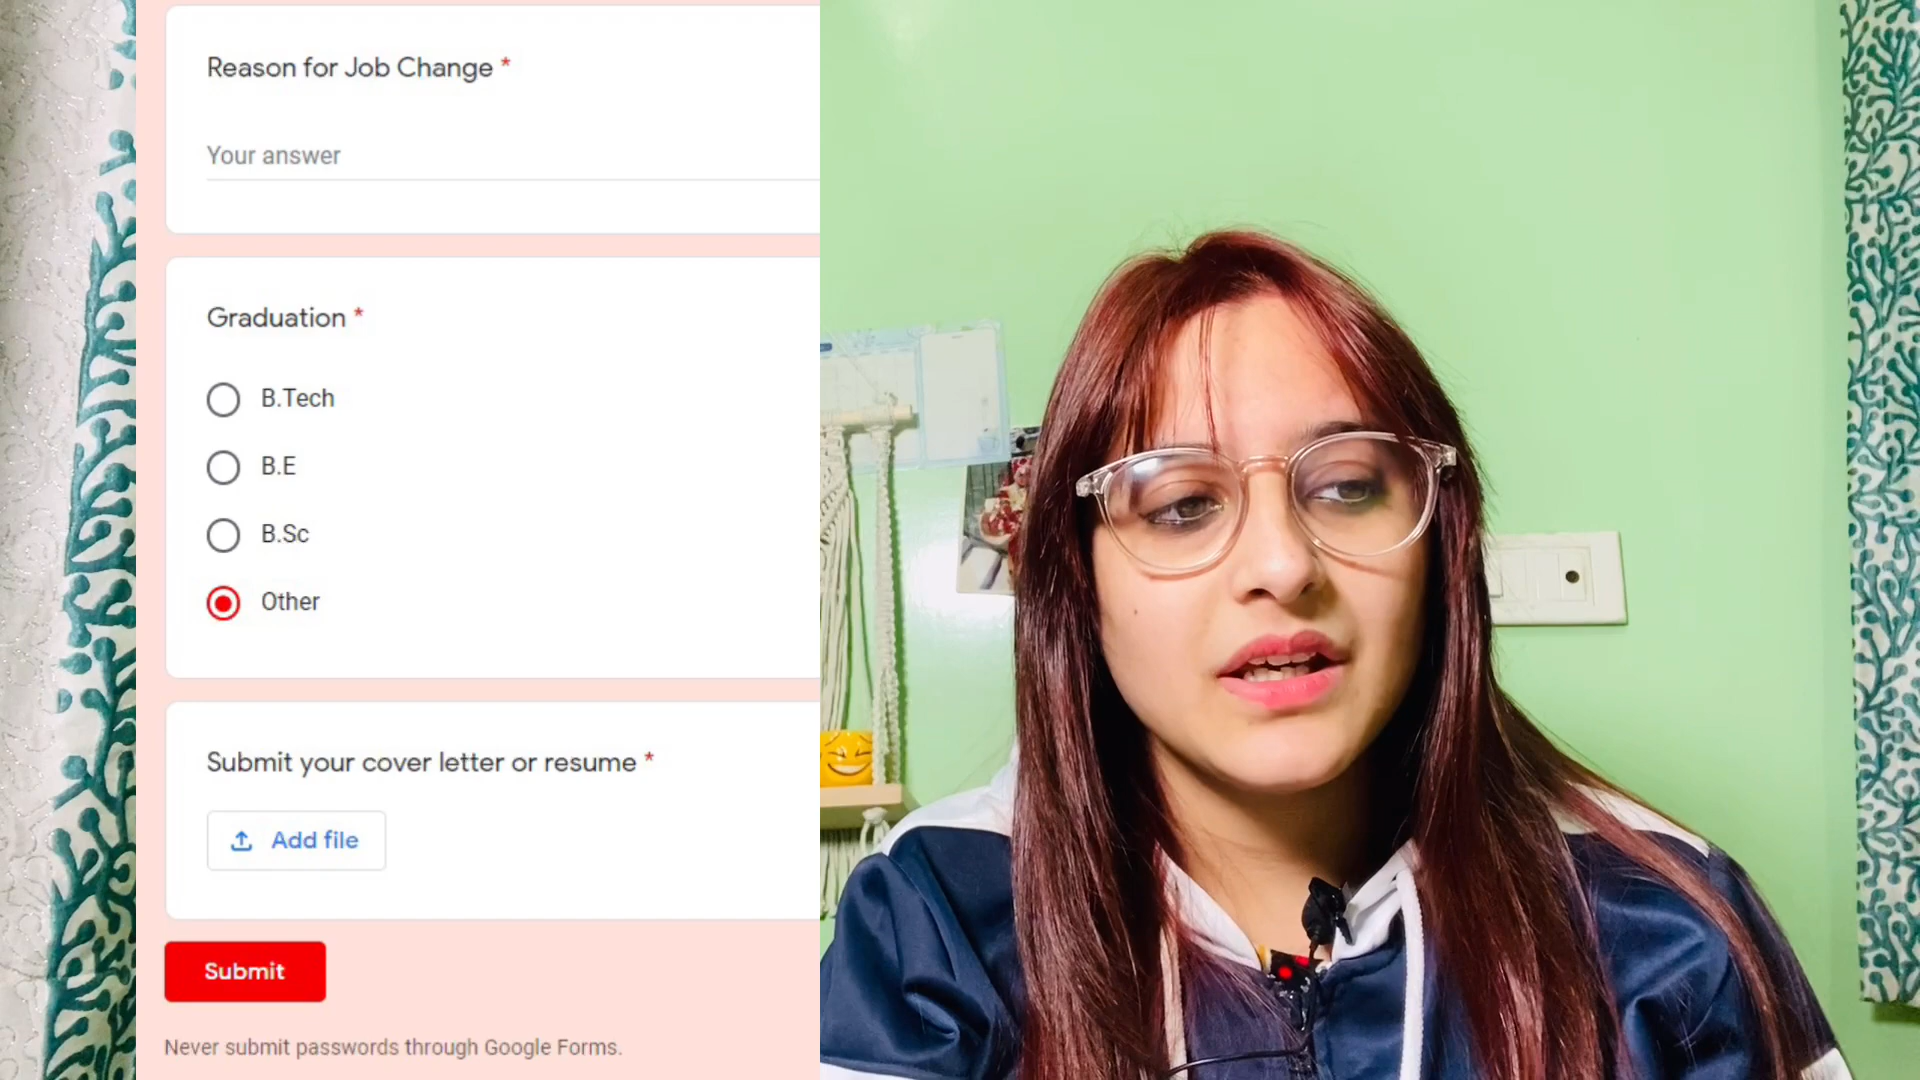 Reason for Job Change *
Your answer
Graduation *
B.Tech
B.E
B.Sc
Other
Submit your cover letter or resume *
Add file
Submit
Never submit passwords through Google Forms.